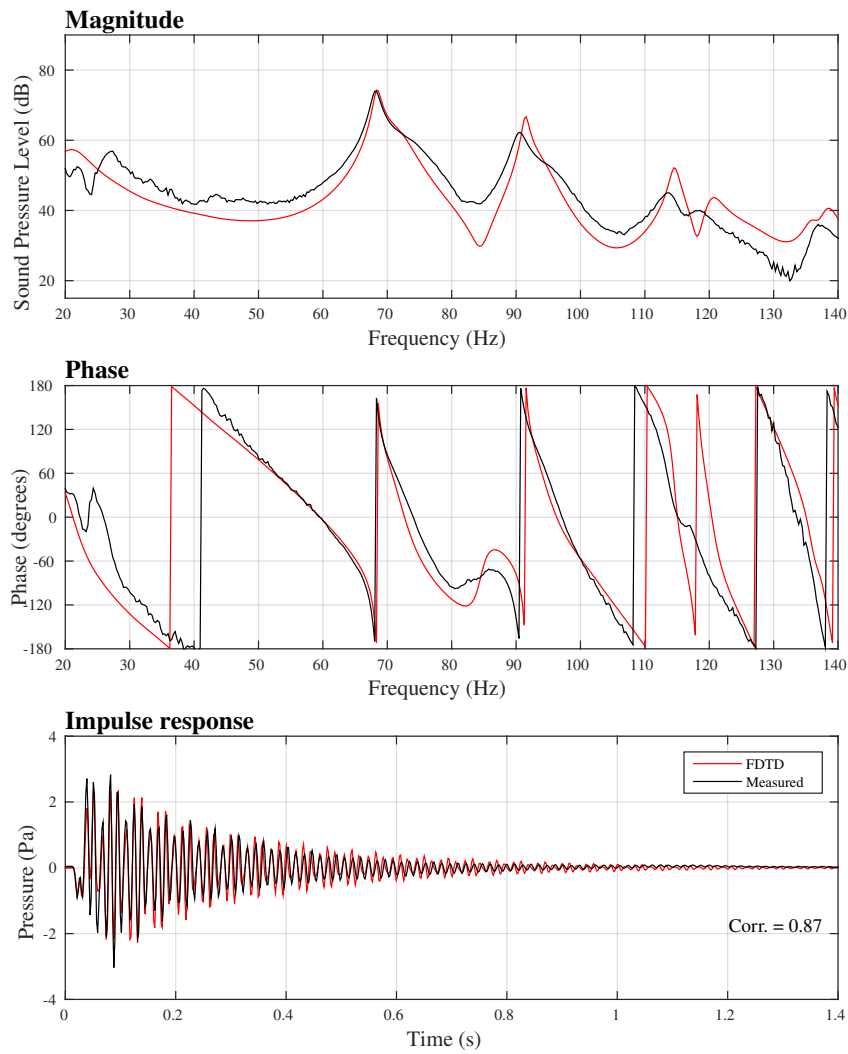 Magnitude
80
60
40
20
Sound Pressure Level (dB)
20 30 40 50 60 70 80 90 100 110 120 130 140
Frequency (Hz)
Phase
180
120
60
0
-60
-120
-180
Phase (degrees)
20 30 40 50 60 70 80 90 100 110 120 130 140
Frequency (Hz)
Impulse response
4
2
0
-2
-4
Pressure (Pa)
FDTD
Measured
Corr. = 0.87
0 0.2 0.4 0.6 0.8 1 1.2 1.4
Time (s)